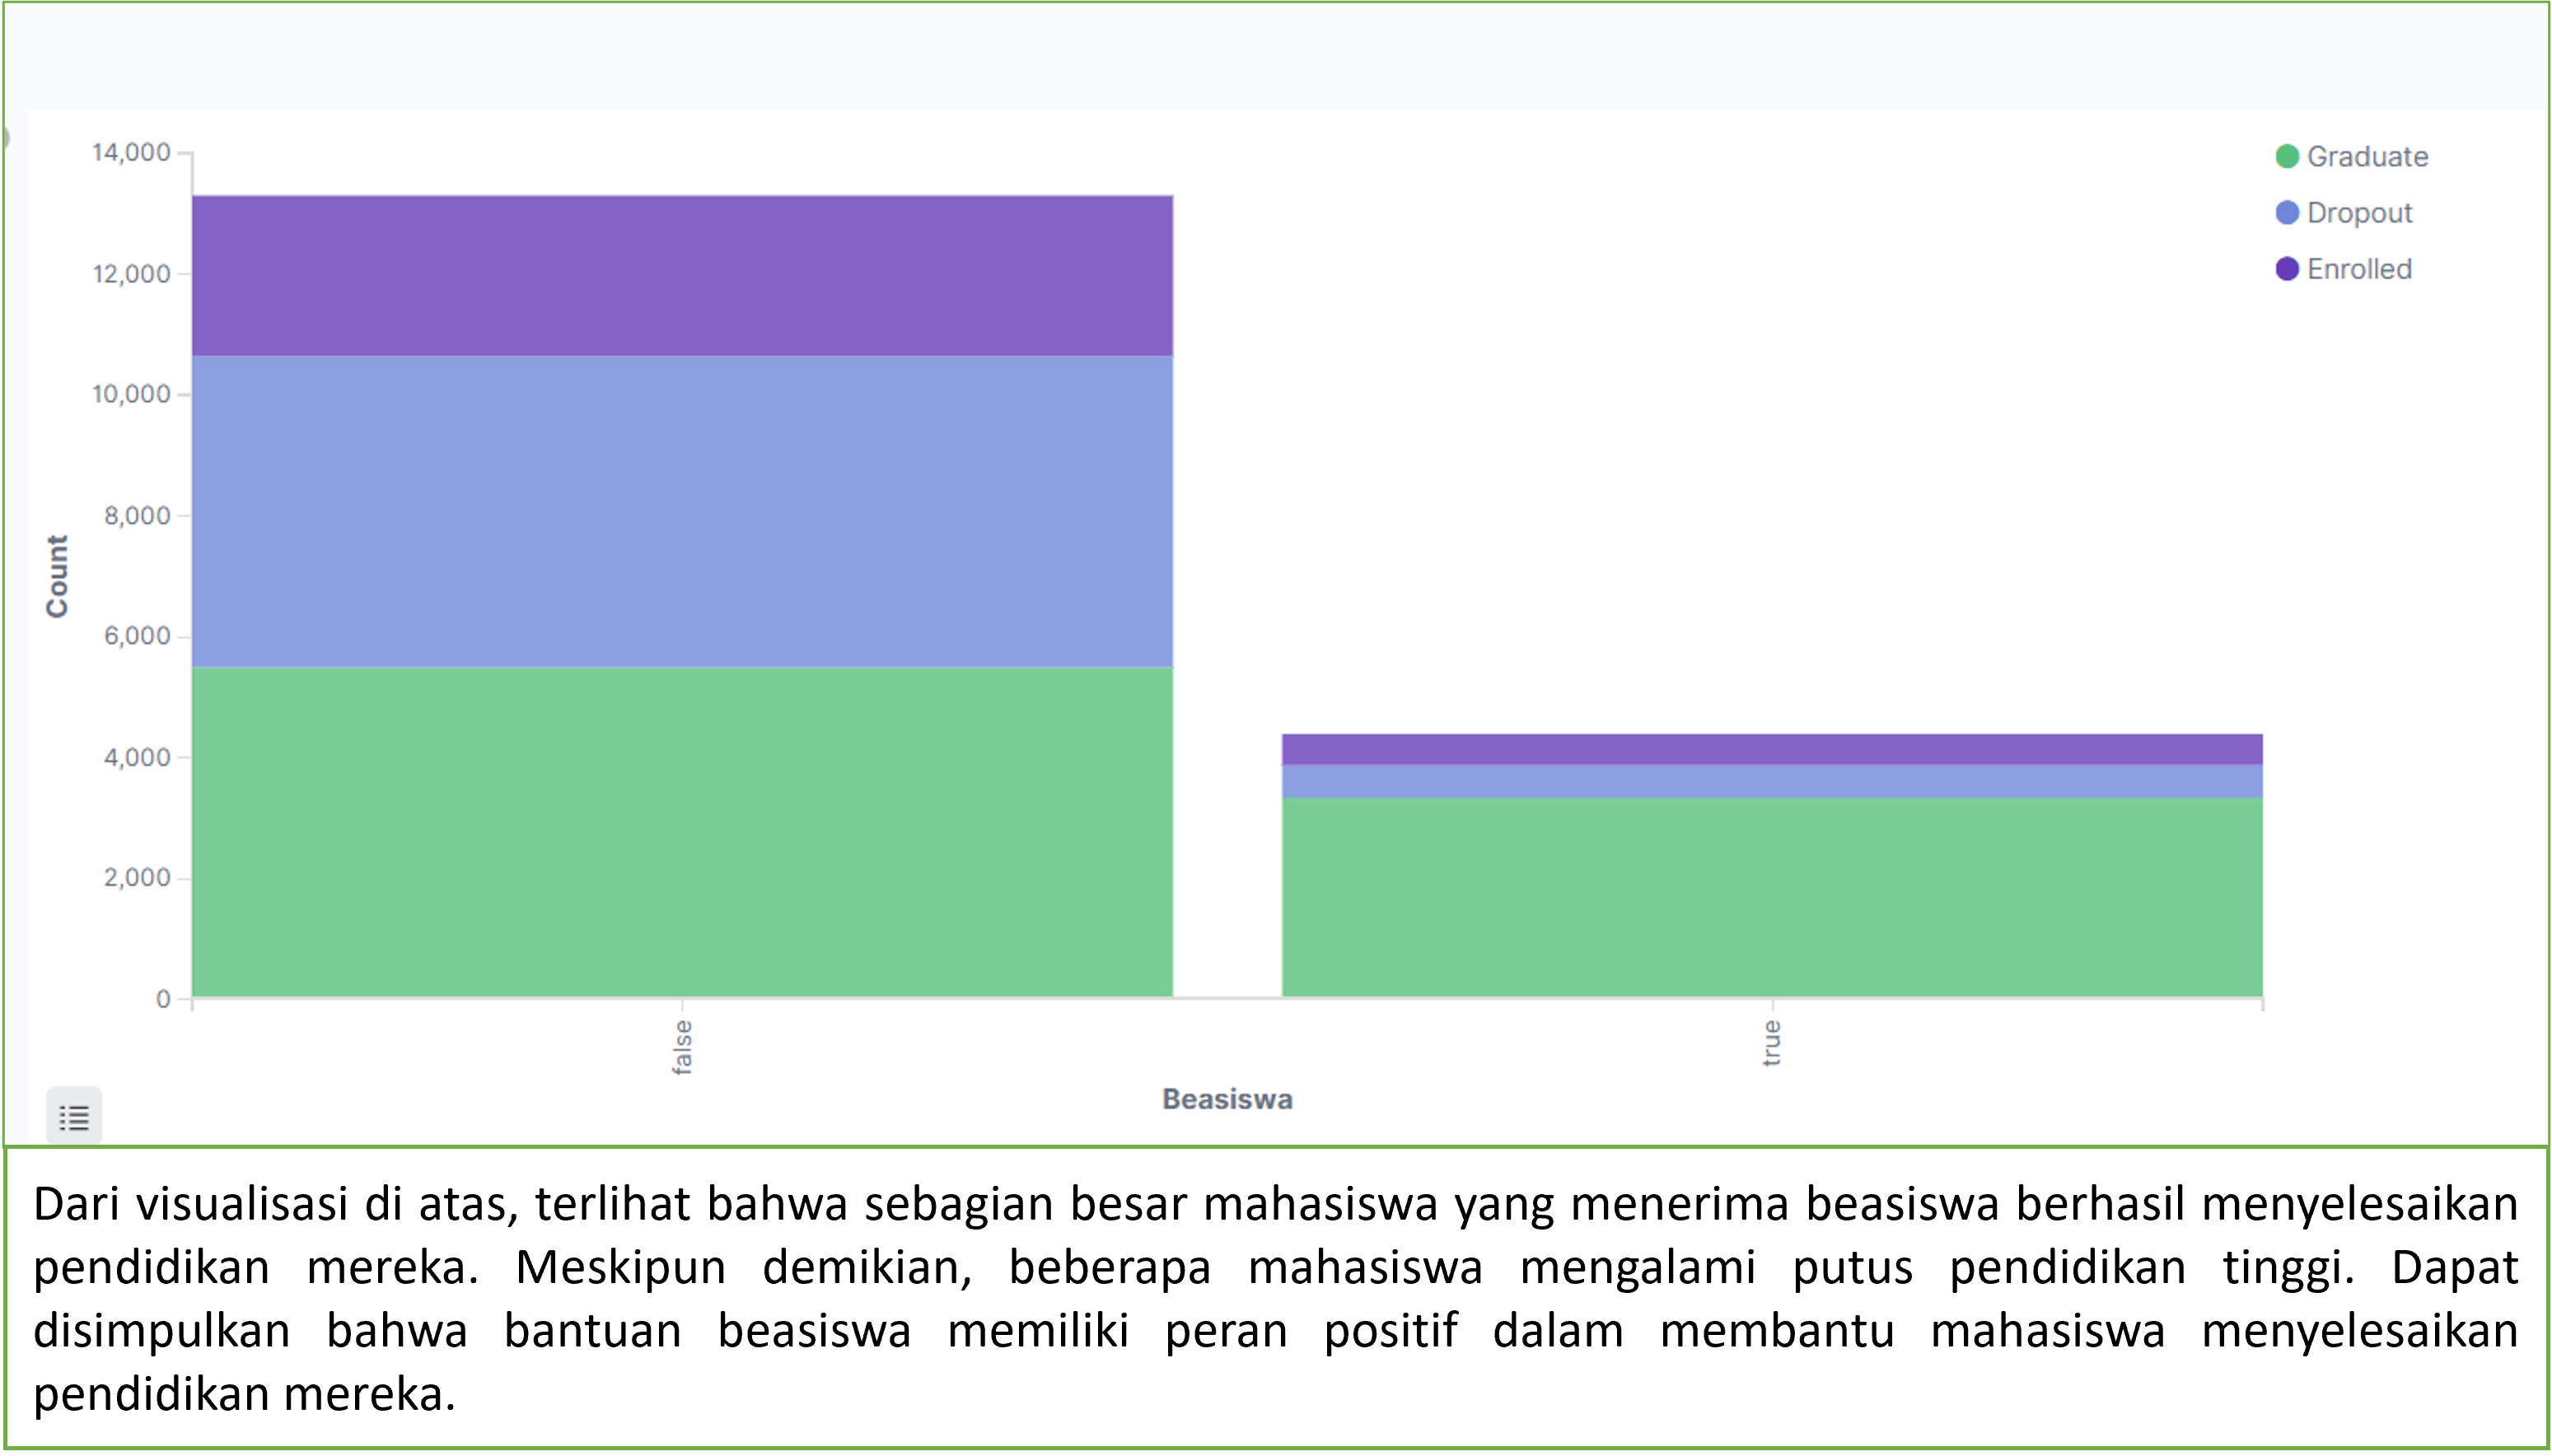 14,000
12,000
10,000
8,000
6,000
4,000
2,000
0
Count
false
true
Beasiswa
Graduate
Dropout
Enrolled
Dari visualisasi di atas, terlihat bahwa sebagian besar mahasiswa yang menerima beasiswa berhasil menyelesaikan
pendidikan mereka. Meskipun demikian, beberapa mahasiswa mengalami putus pendidikan tinggi. Dapat
disimpulkan bahwa bantuan beasiswa memiliki peran positif dalam membantu mahasiswa menyelesaikan
pendidikan mereka.